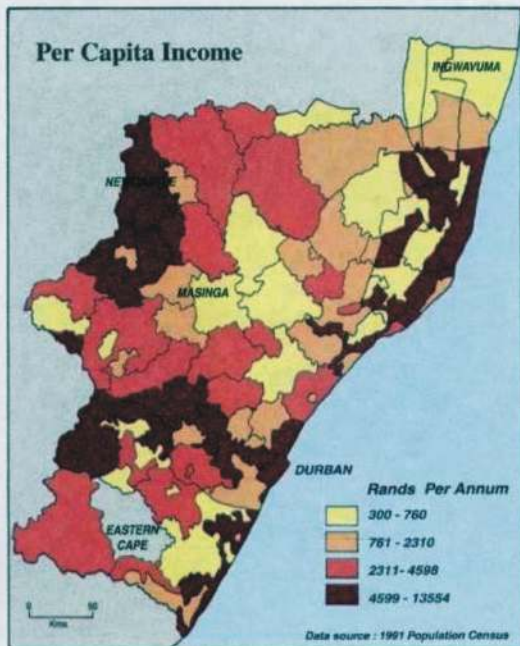 Per Capita Income
INGWAVUMA
NEWCASTLE
MASINGA
DURBAN
EASTERN
CAPE
Rands Per Annum
300 - 760
761 - 2310
2311- 4598
4599 - 13554
0 50
Kms
Data source : 1991 Population Census